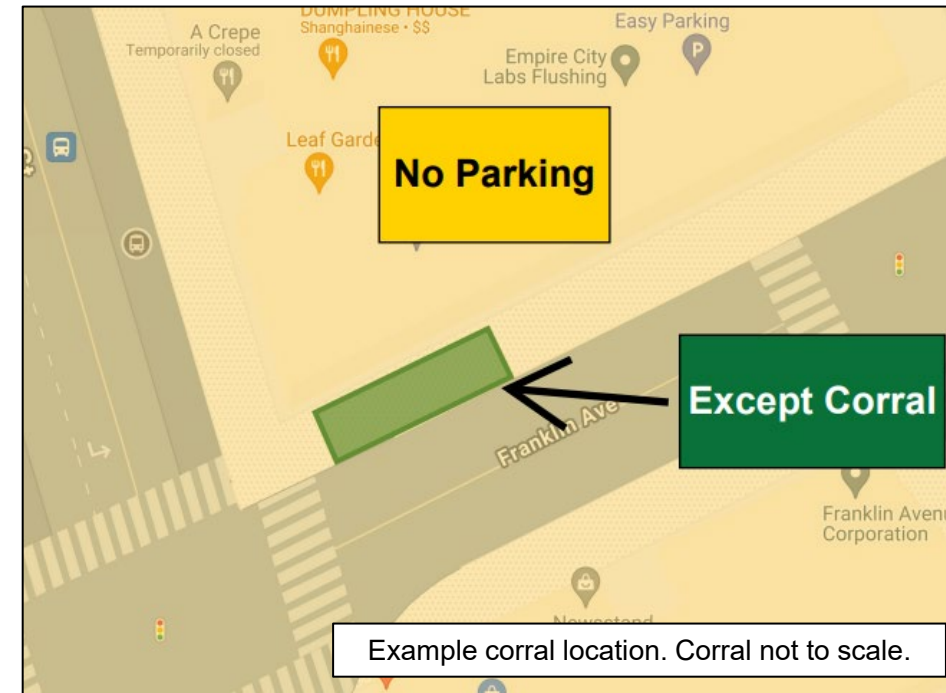 DUMPLING HOUSE
Shanghainese · $$
A Crepe
Temporarily closed
Easy Parking
P
Empire City
Labs Flushing
Leaf Garde
No Parking
Except Corral
Franklin Ave
Franklin Avenu
Corporation
Newsstand
Example corral location. Corral not to scale.